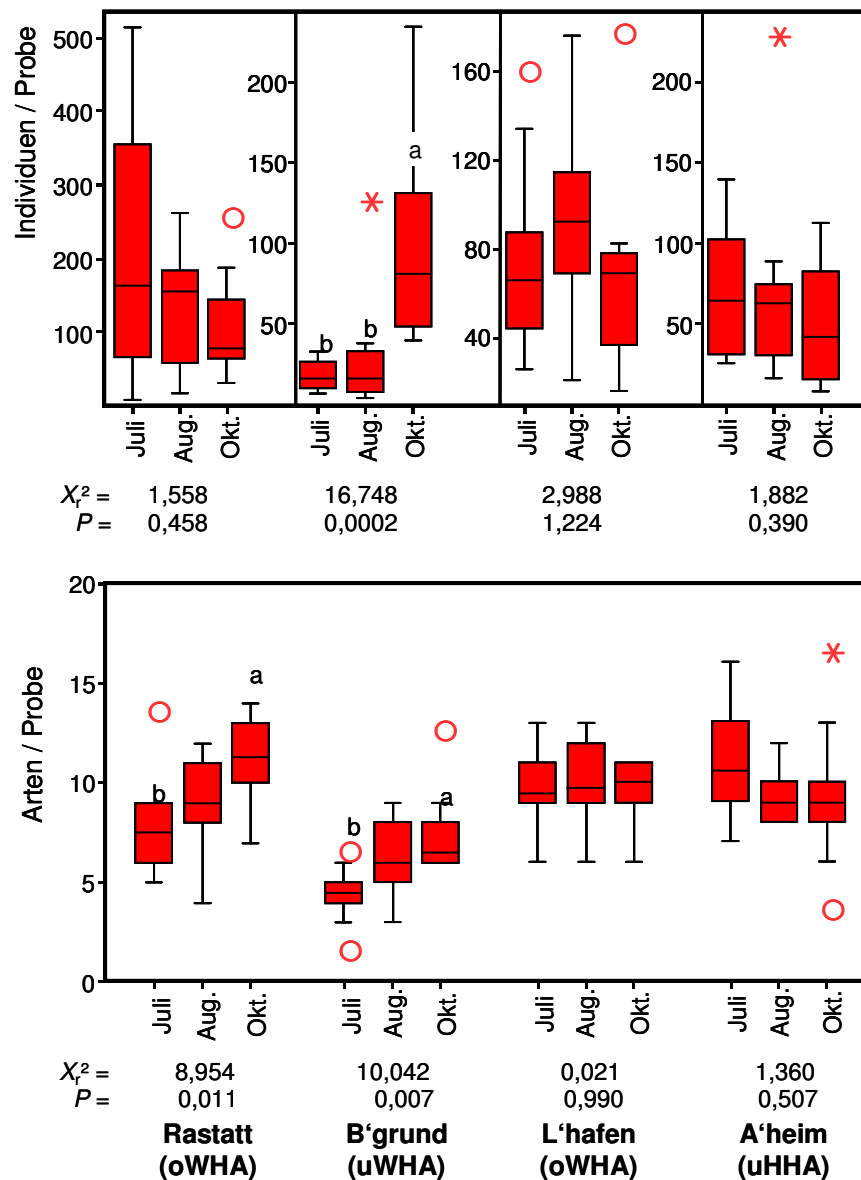 Individuen / Probe
500
400
300
200
100
200
150
100
50
160
120
80
40
200
150
100
50
a
b b
Juli Aug. Okt. Juli Aug. Okt. Juli Aug. Okt. Juli Aug. Okt.
Xr² = 1,558 16,748 2,988 1,882
P = 0,458 0,0002 1,224 0,390
Arten / Probe
20
15
10
5
0
a
b
b
a
Juli Aug. Okt. Juli Aug. Okt. Juli Aug. Okt. Juli Aug. Okt.
Xr² = 8,954 10,042 0,021 1,360
P = 0,011 0,007 0,990 0,507
Rastatt B‘grund L‘hafen A‘heim
(oWHA) (uWHA) (oWHA) (uHHA)